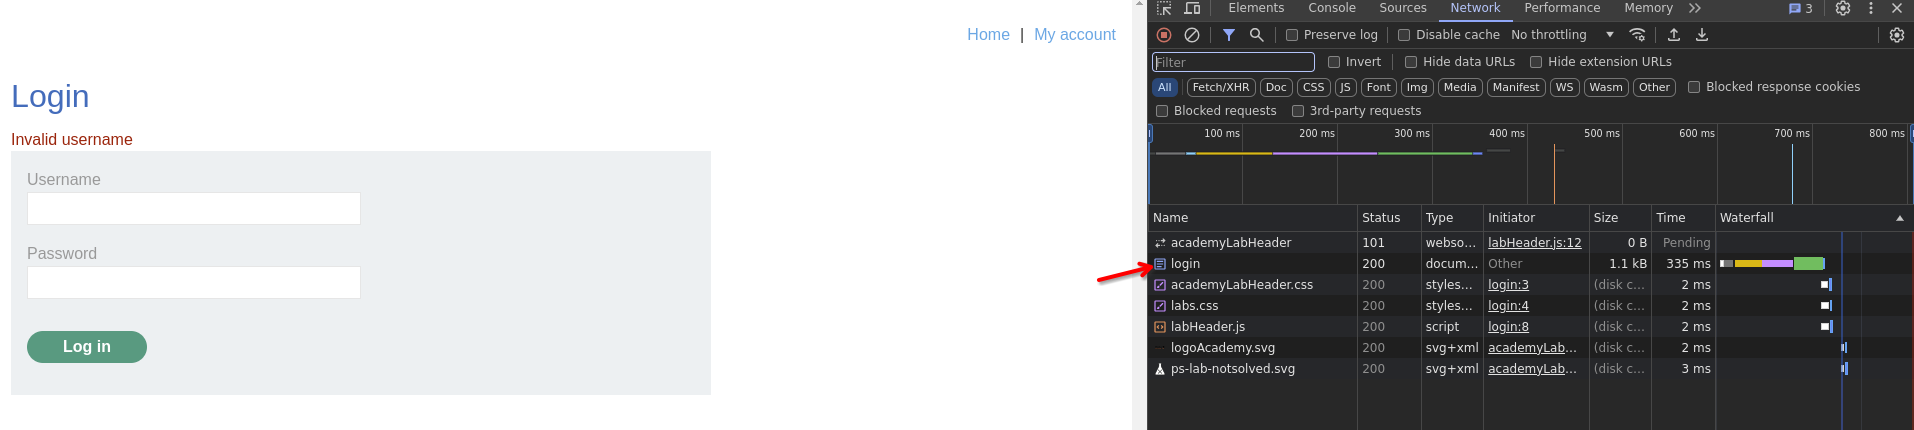 Home | My account
Login
Invalid username
Username
Password
Log in
Elements Console Sources Network Performance Memory 3
Preserve log Disable cache No throttling
Filter Invert Hide data URLs Hide extension URLs
All Fetch/XHR Doc CSS JS Font Img Media Manifest WS Wasm Other Blocked response cookies
Blocked requests 3rd-party requests
100 ms 200 ms 300 ms 400 ms 500 ms 600 ms 700 ms 800 ms
Name Status Type Initiator Size Time Waterfall
academyLabHeader 101 webso... labHeader.js:12 0 B Pending
login 200 docum... Other 1.1 kB 335 ms
academyLabHeader.css 200 styles... login:3 (disk c... 2 ms
labs.css 200 styles... login:4 (disk c... 2 ms
labHeader.js 200 script login:8 (disk c... 2 ms
logoAcademy.svg 200 svg+xml academyLab... (disk c... 2 ms
ps-lab-notsolved.svg 200 svg+xml academyLab... (disk c... 3 ms